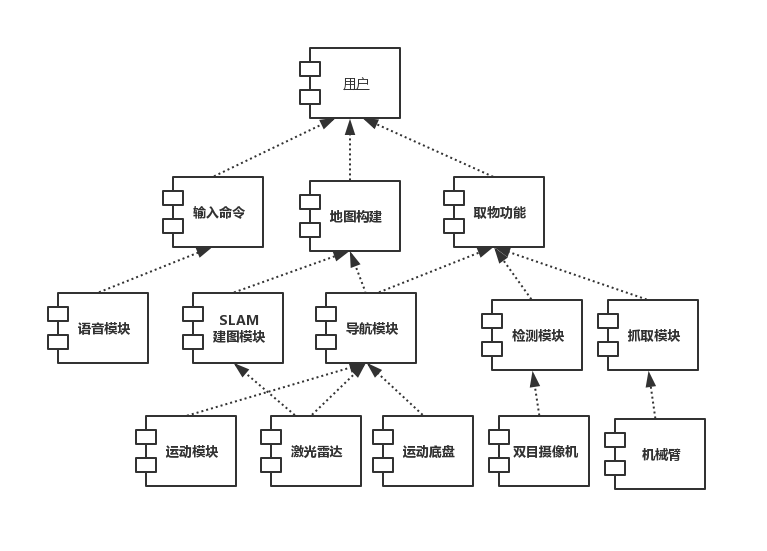 用户
输入命令
地图构建
取物功能
语音模块
SLAM
建图模块
导航模块
检测模块
抓取模块
运动模块
激光雷达
运动底盘
双目摄像机
机械臂